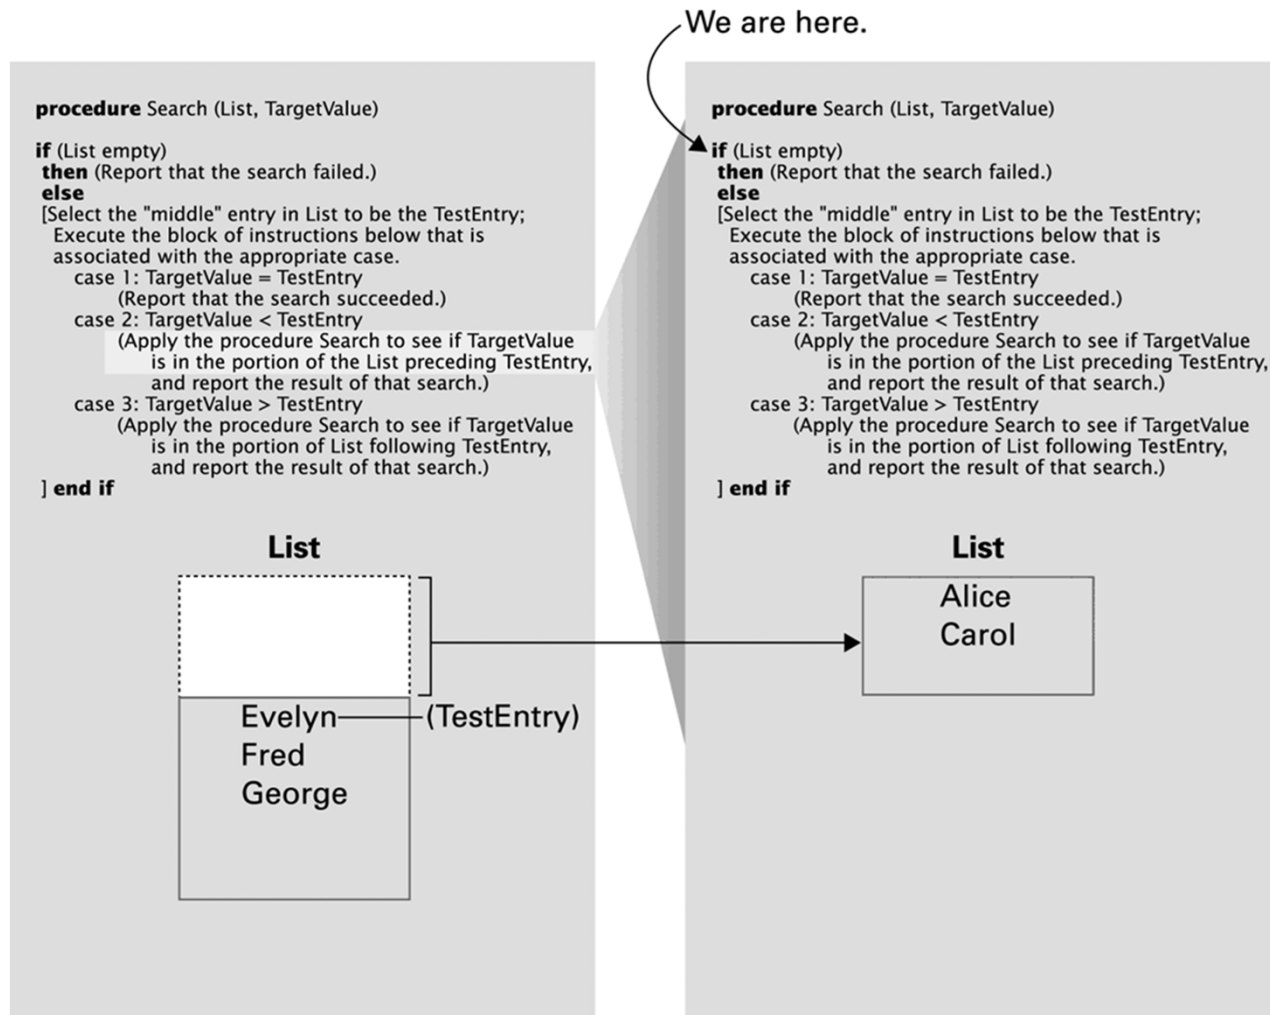 We are here.
procedure Search (List, TargetValue)
if (List empty)
then (Report that the search failed.)
else
[Select the "middle" entry in List to be the TestEntry;
Execute the block of instructions below that is
associated with the appropriate case.
case 1: TargetValue = TestEntry
(Report that the search succeeded.)
case 2: TargetValue < TestEntry
(Apply the procedure Search to see if TargetValue
is in the portion of the List preceding TestEntry,
and report the result of that search.)
case 3: TargetValue > TestEntry
(Apply the procedure Search to see if TargetValue
is in the portion of List following TestEntry,
and report the result of that search.)
] end if
List
Evelyn (TestEntry)
Fred
George
procedure Search (List, TargetValue)
if (List empty)
then (Report that the search failed.)
else
[Select the "middle" entry in List to be the TestEntry;
Execute the block of instructions below that is
associated with the appropriate case.
case 1: TargetValue = TestEntry
(Report that the search succeeded.)
case 2: TargetValue < TestEntry
(Apply the procedure Search to see if TargetValue
is in the portion of the List preceding TestEntry,
and report the result of that search.)
case 3: TargetValue > TestEntry
(Apply the procedure Search to see if TargetValue
is in the portion of List following TestEntry,
and report the result of that search.)
] end if
List
Alice
Carol